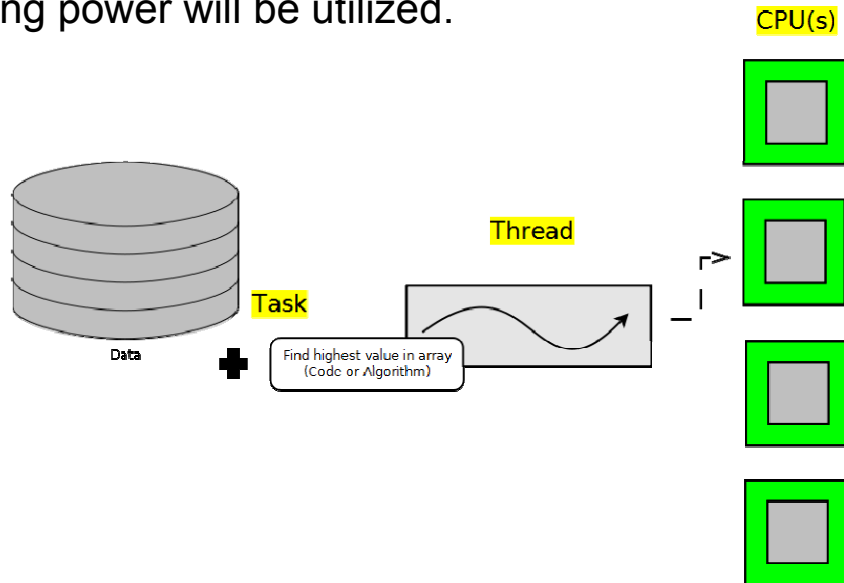 ng power will be utilized.
CPU(s)
Thread
Task
Data
Find highest value in array
(Code or Algorithm)